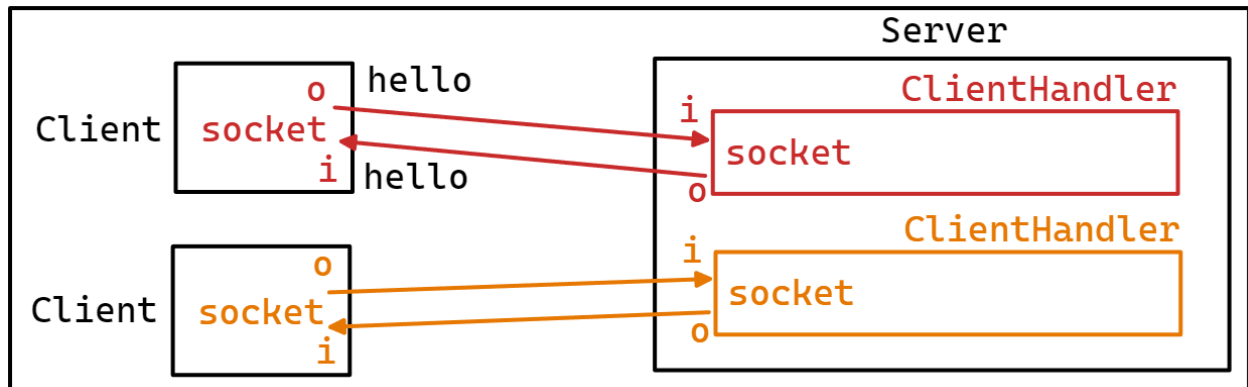 Server
hello
ClientHandler
o
i
Client
socket
socket
i
hello
o
ClientHandler
o
i
Client
socket
socket
i
o